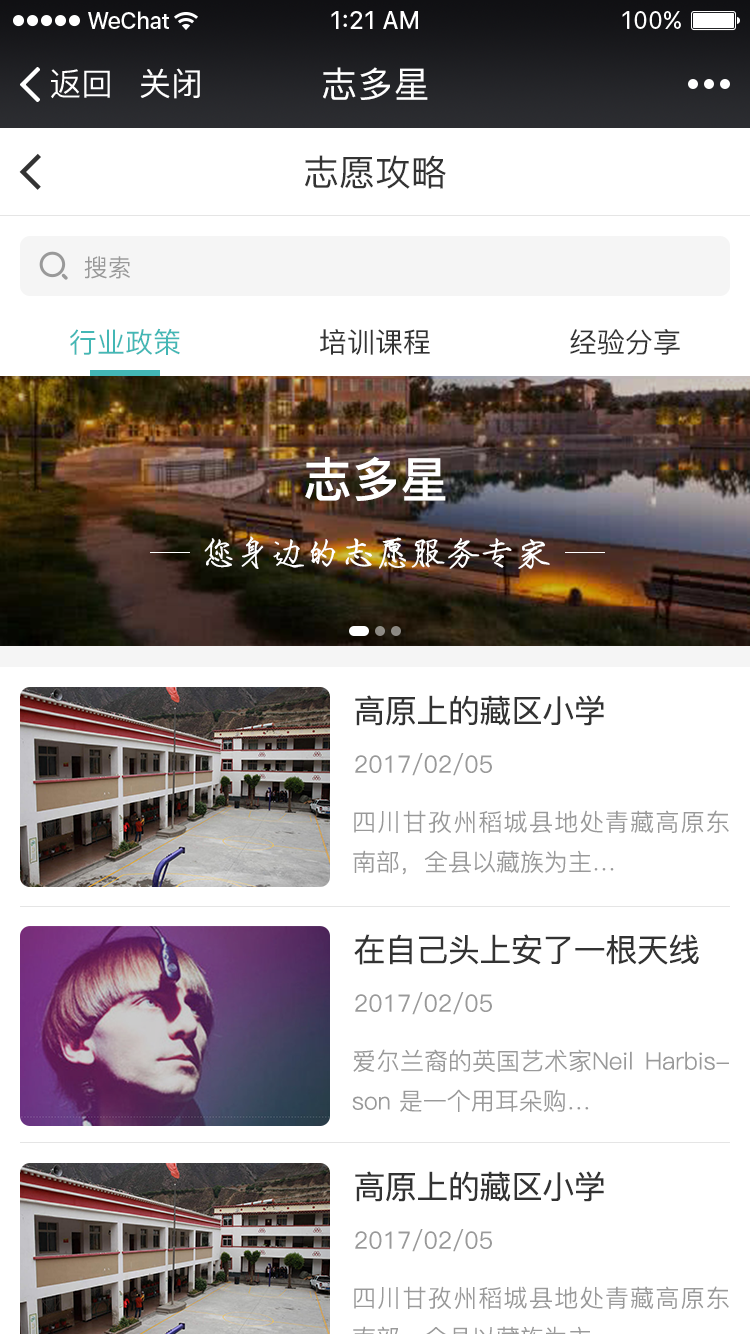 WeChat 1:21 AM 100%
返回 关闭 志多星
志愿攻略
搜索
行业政策 培训课程 经验分享
志多星
您身边的志愿服务专家
高原上的藏区小学
2017/02/05
四川甘孜州稻城县地处青藏高原东
南部，全县以藏族为主...
在自己头上安了一根天线
2017/02/05
爱尔兰裔的英国艺术家Neil Harbis-
son 是一个用耳朵购...
高原上的藏区小学
2017/02/05
四川甘孜州稻城县地处青藏高原东